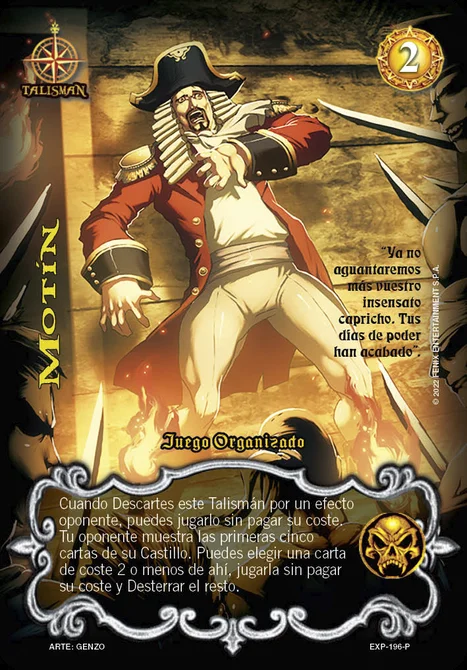 2
TALISMAN
MOTÍN
"Ya no
aguantaremos
más vuestro
insensato
capricho. Tus
días de poder
han acabado".
© 2022 FENIX ENTERTAINMENT S.P.A.
Juego Organizado
Cuando Descartes este Talismán por un efecto
oponente, puedes jugarlo sin pagar su coste.
Tu oponente muestra las primeras cinco
cartas de su Castillo. Puedes elegir una carta
de coste 2 o menos de ahí, jugarla sin pagar
su coste y Desterrar el resto.
ARTE: GENZO
EXP-196-P